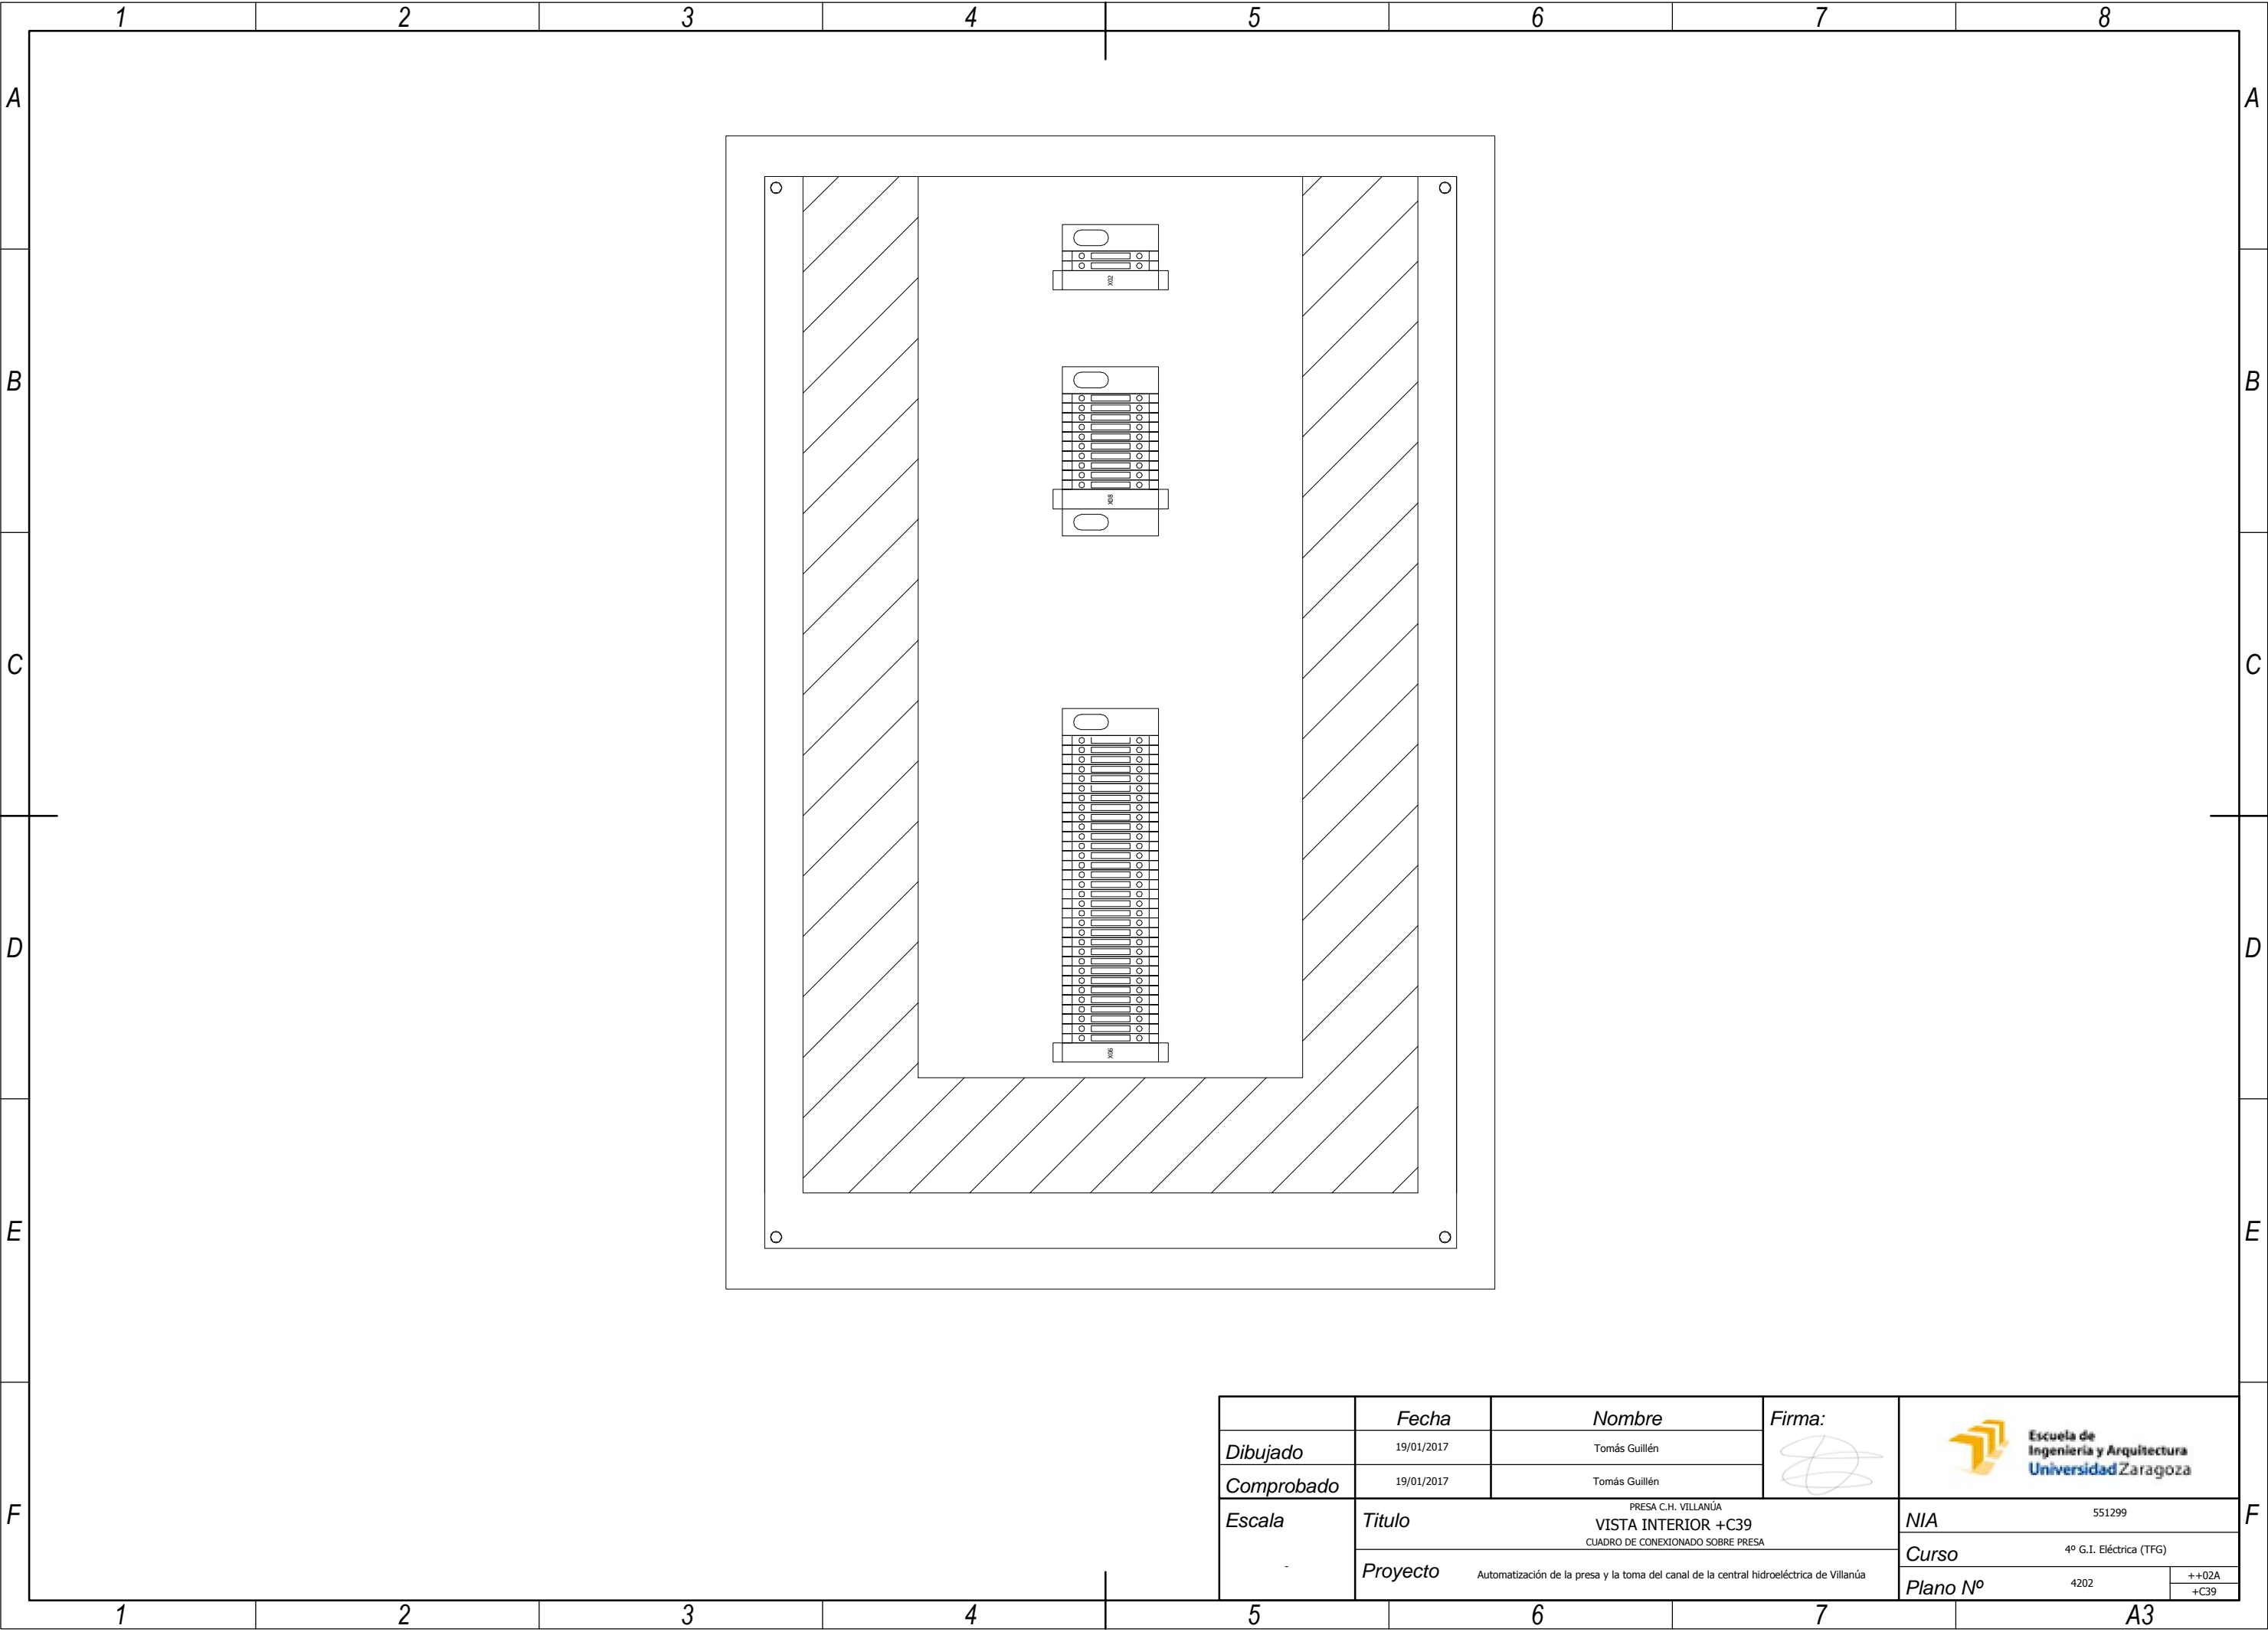 1 2 3 4 5 6 7 8
A A
B B
C C
D D
E E
F F
X02
X08
X06
Fecha Nombre Firma:
Dibujado 19/01/2017 Tomás Guillén
Comprobado 19/01/2017 Tomás Guillén
Escuela de
Ingeniería y Arquitectura
Universidad Zaragoza
Escala -
Titulo
PRESA C.H. VILLANÚA
VISTA INTERIOR +C39
CUADRO DE CONEXIONADO SOBRE PRESA
Proyecto Automatización de la presa y la toma del canal de la central hidroeléctrica de Villanúa
NIA 551299
Curso 4º G.I. Eléctrica (TFG)
Plano Nº 4202
++02A
+C39
1 2 3 4 5 6 7 A3